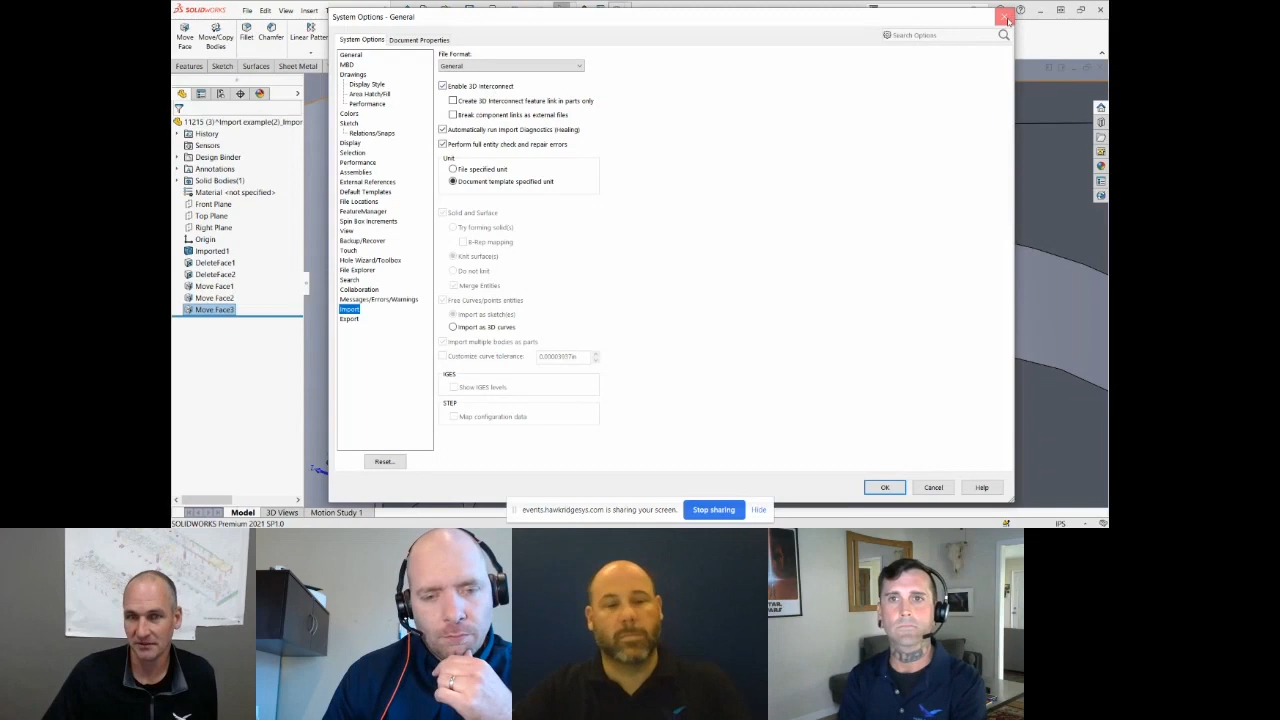 SOLIDWORKS
File Edit View Insert
System Options - General
Move Face
Move/Copy Bodies
Fillet
Chamfer
Linear Pattern
Features Sketch Surfaces Sheet Metal
System Options Document Properties
Search Options
11215 (3)^Import example(2)_Impor
History
Sensors
Design Binder
Annotations
Solid Bodies(1)
Material <not specified>
Front Plane
Top Plane
Right Plane
Origin
Imported1
DeleteFace1
DeleteFace2
Move Face1
Move Face2
Move Face3
General
MBD
Drawings
Display Style
Area Hatch/Fill
Performance
Colors
Sketch
Relations/Snaps
Display
Selection
Performance
Assemblies
External References
Default Templates
File Locations
FeatureManager
Spin Box Increments
View
Backup/Recover
Touch
Hole Wizard/Toolbox
File Explorer
Search
Collaboration
Messages/Errors/Warnings
Import
Export
Reset...
File Format:
General
Enable 3D Interconnect
Create 3D Interconnect feature link in parts only
Break component links as external files
Automatically run Import Diagnostics (Healing)
Perform full entity check and repair errors
Unit
File specified unit
Document template specified unit
Solid and Surface
Try forming solid(s)
B-Rep mapping
Knit surface(s)
Do not knit
Merge Entities
Free Curves/points entities
Import as sketch(es)
Import as 3D curves
Import multiple bodies as parts
Customize curve tolerance: 0.00003937in
IGES
Show IGES levels
STEP
Map configuration data
OK Cancel Help
events.hawkridgesys.com is sharing your screen. Stop sharing Hide
Model 3D Views Motion Study 1
SOLIDWORKS Premium 2021 SP1.0
IPS
STAR
WARS